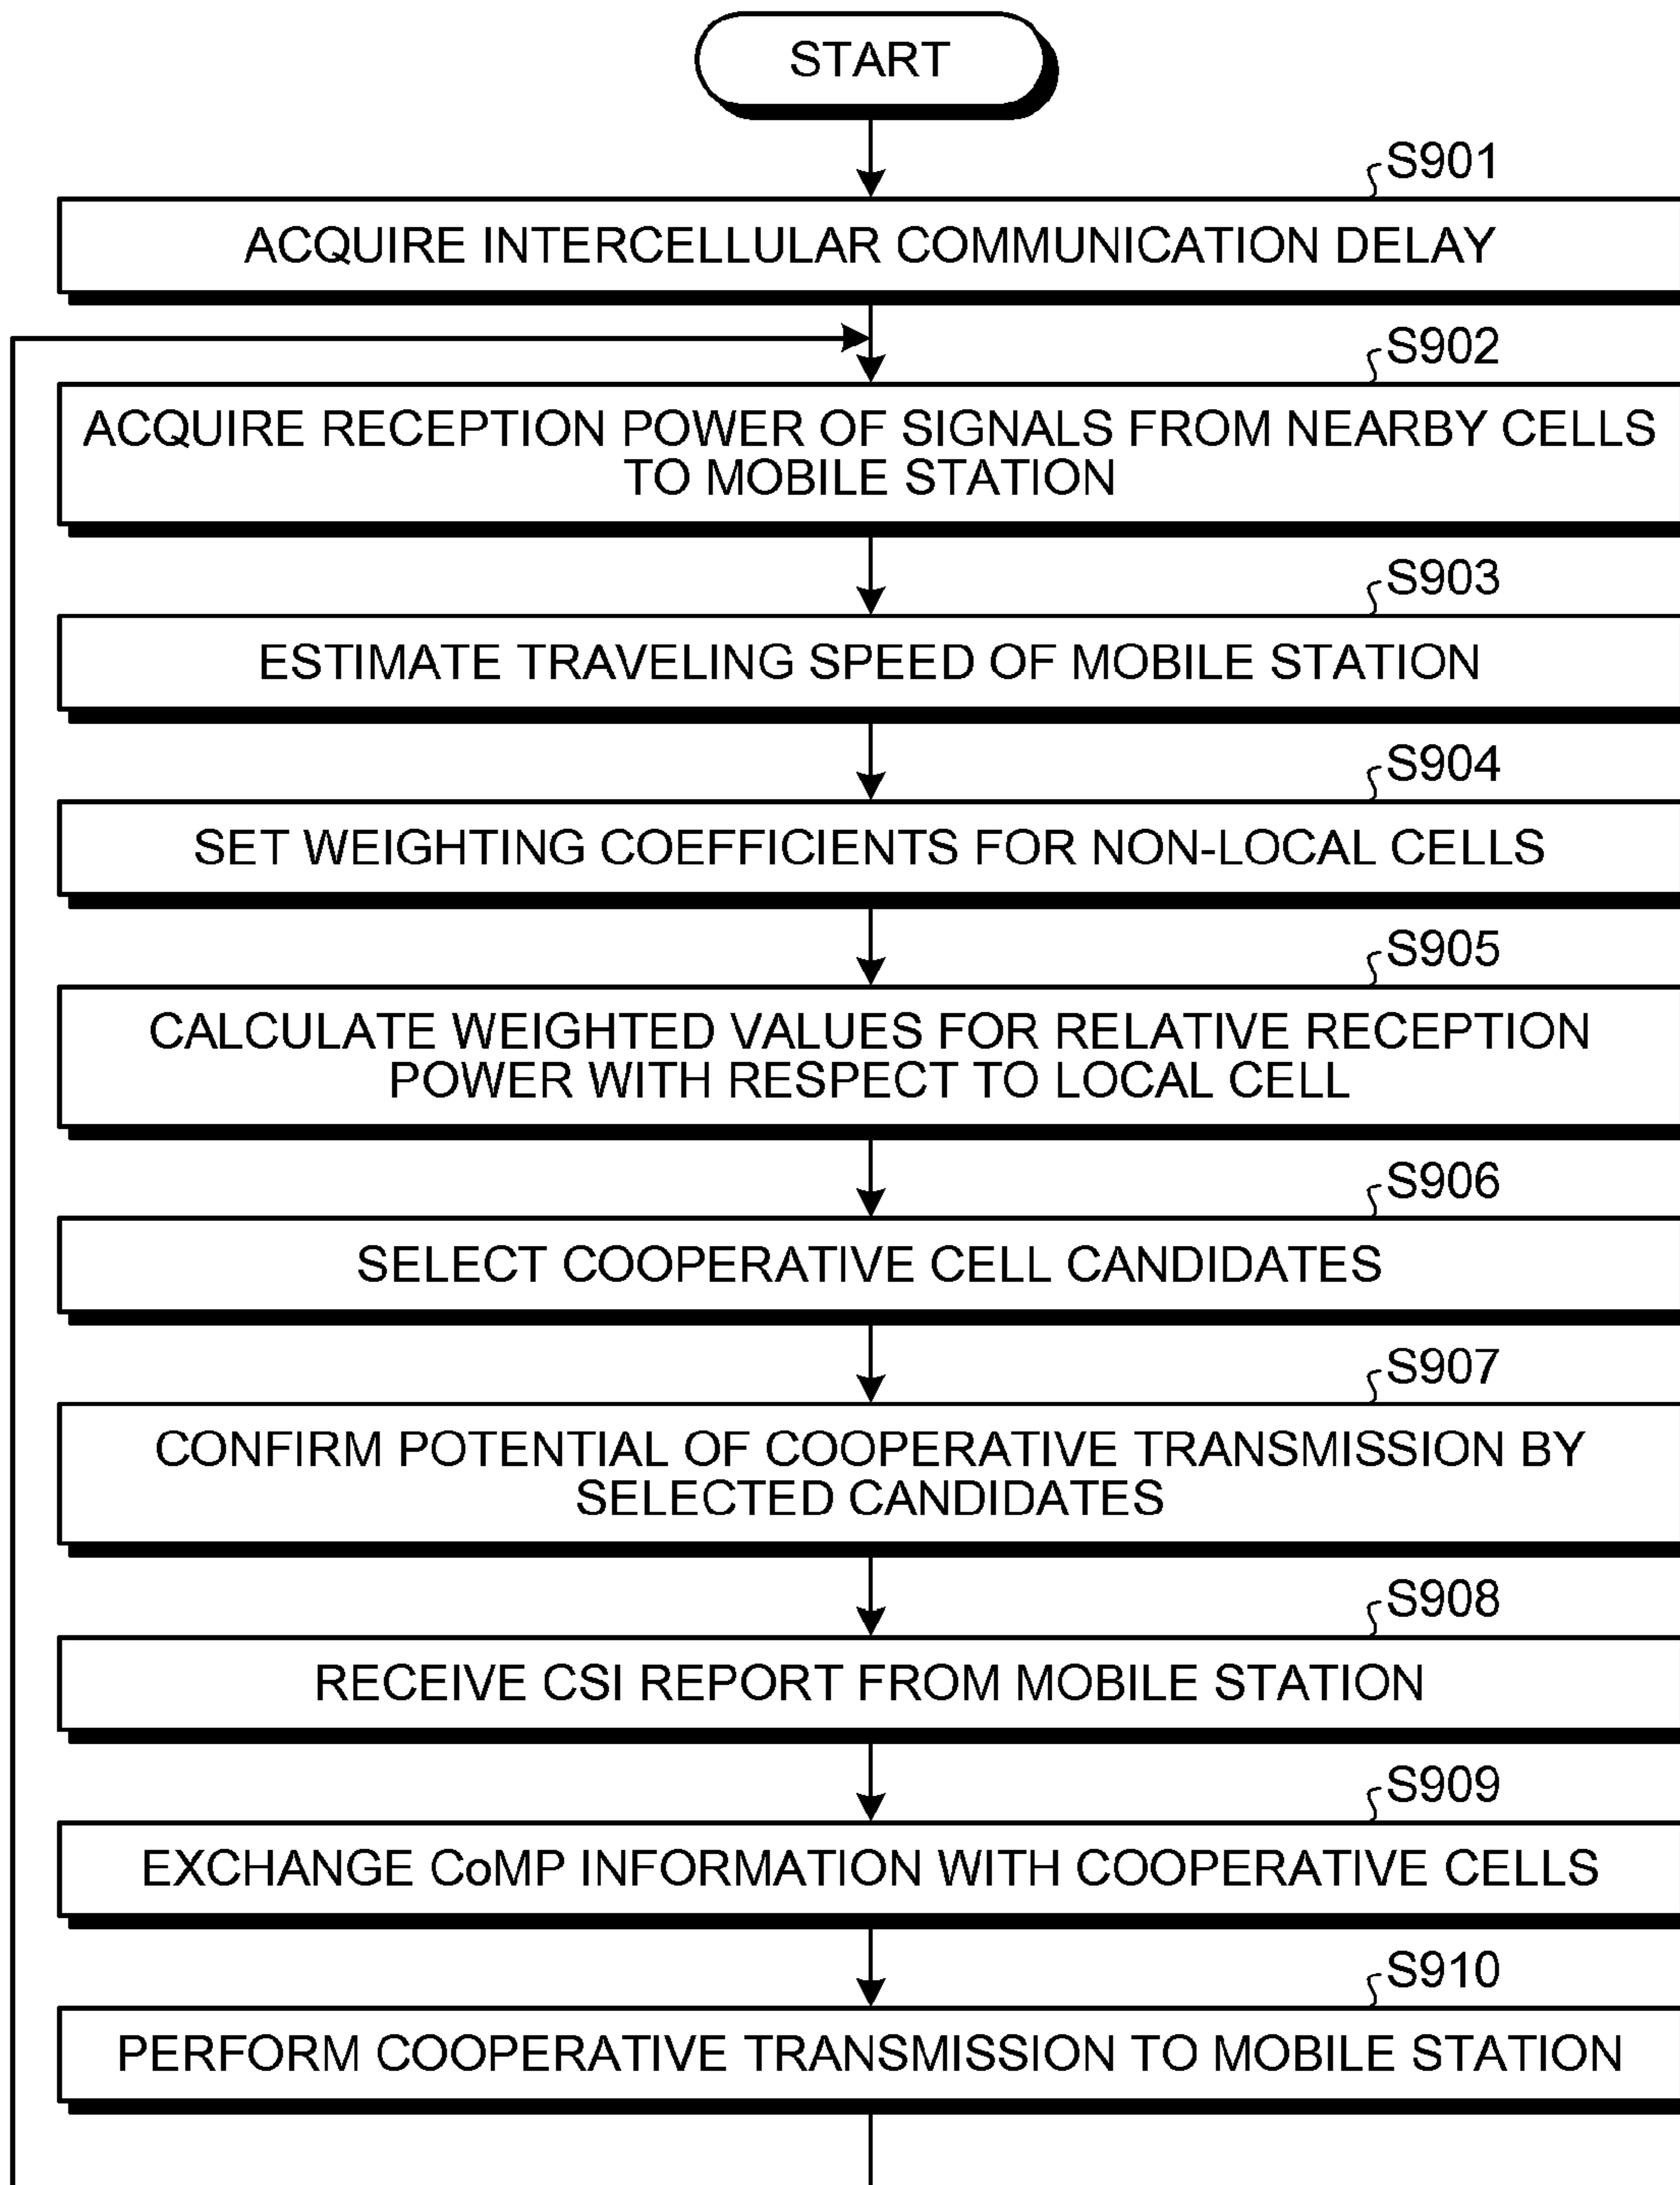 START
S901
ACQUIRE INTERCELLULAR COMMUNICATION DELAY
S902
ACQUIRE RECEPTION POWER OF SIGNALS FROM NEARBY CELLS
TO MOBILE STATION
S903
ESTIMATE TRAVELING SPEED OF MOBILE STATION
S904
SET WEIGHTING COEFFICIENTS FOR NON-LOCAL CELLS
S905
CALCULATE WEIGHTED VALUES FOR RELATIVE RECEPTION
POWER WITH RESPECT TO LOCAL CELL
S906
SELECT COOPERATIVE CELL CANDIDATES
S907
CONFIRM POTENTIAL OF COOPERATIVE TRANSMISSION BY
SELECTED CANDIDATES
S908
RECEIVE CSI REPORT FROM MOBILE STATION
S909
EXCHANGE CoMP INFORMATION WITH COOPERATIVE CELLS
S910
PERFORM COOPERATIVE TRANSMISSION TO MOBILE STATION